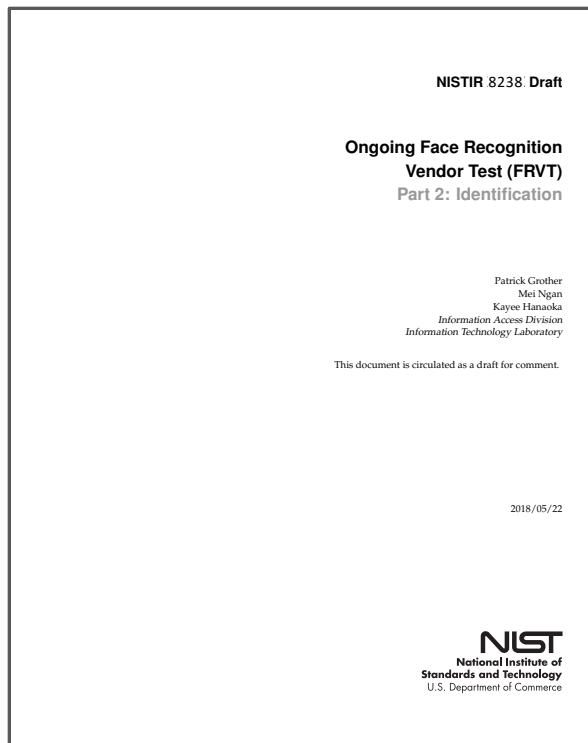 NISTIR 8238 Draft
Ongoing Face Recognition
Vendor Test (FRVT)
Part 2: Identification
Patrick Grother
Mei Ngan
Kayee Hanaoka
Information Access Division
Information Technology Laboratory
This document is circulated as a draft for comment.
2018/05/22
NIST
National Institute of
Standards and Technology
U.S. Department of Commerce